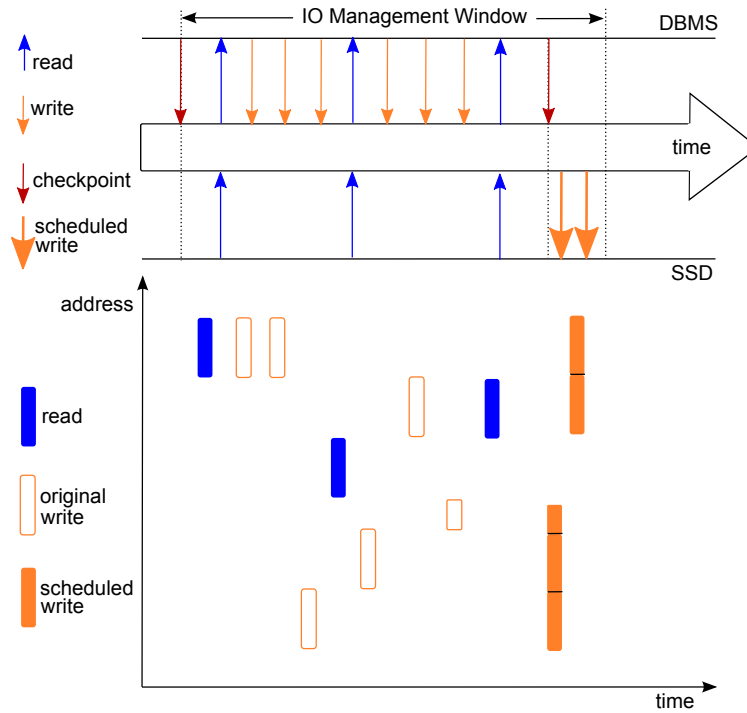 IO Management Window
DBMS
read
write
time
checkpoint
scheduled
write
SSD
address
read
original
write
scheduled
write
time